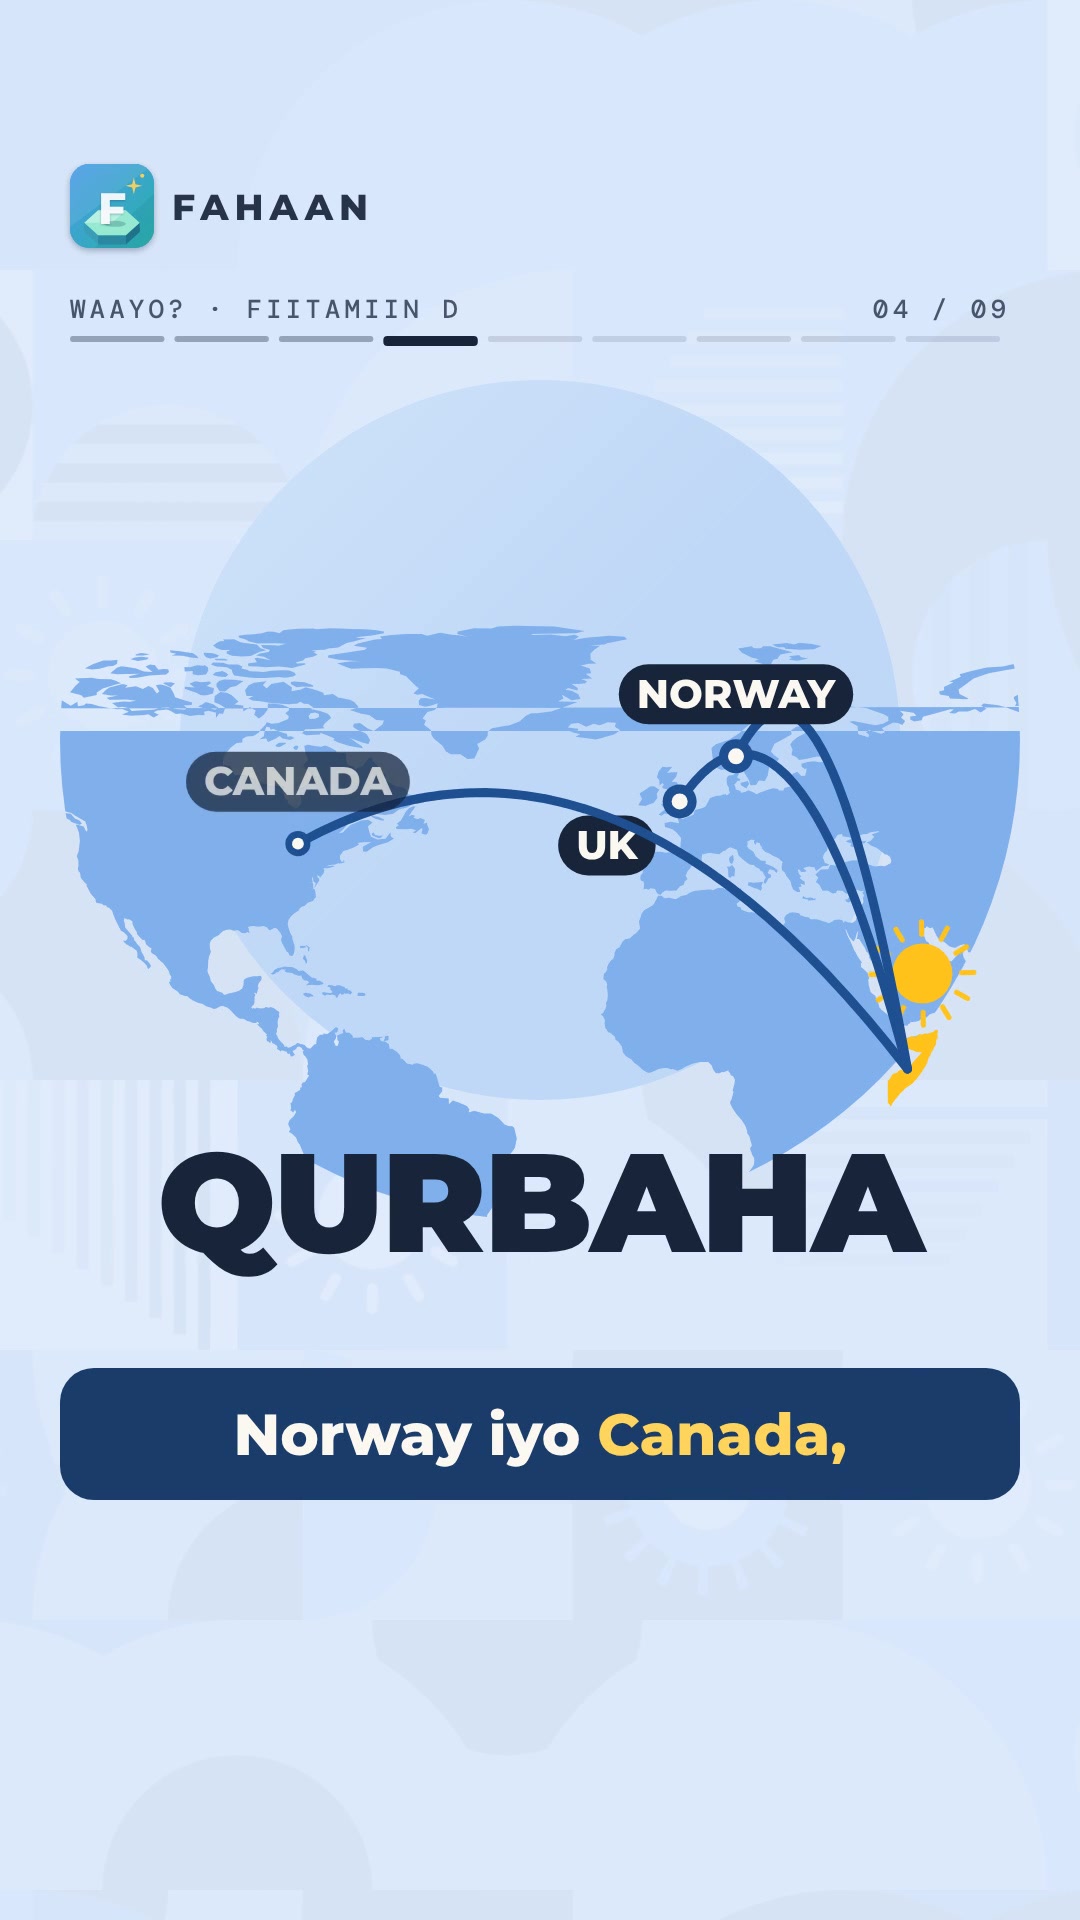 F FAHAAN
WAAYO? · FIITAMIIN D 04 / 09
NORWAY
CANADA
UK
QURBAHA
Norway iyo Canada,